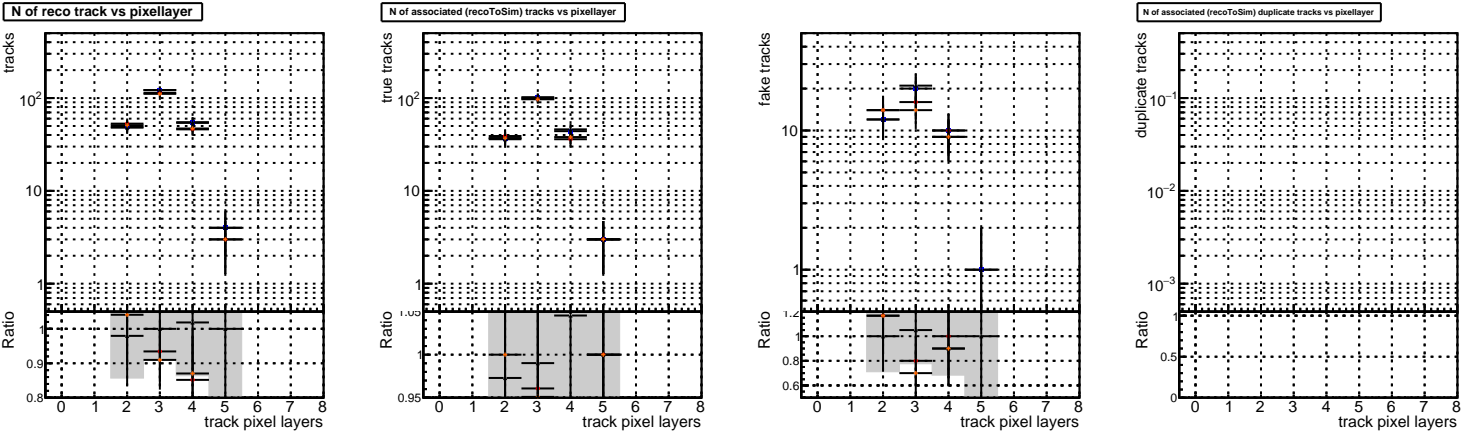 N of reco track vs pixellayer
tracks
10²
10
1
Ratio
1
0.9
0.8
0 1 2 3 4 5 6 7 8
track pixel layers
N of associated (recoToSim) tracks vs pixellayer
true tracks
10²
10
1
Ratio
1.05
1
0.95
0 1 2 3 4 5 6 7 8
track pixel layers
fake tracks
10
1
Ratio
1.2
1
0.8
0.6
0 1 2 3 4 5 6 7 8
track pixel layers
N of associated (recoToSim) duplicate tracks vs pixellayer
duplicate tracks
10⁻¹
10⁻²
10⁻³
Ratio
1
0.5
0
0 1 2 3 4 5 6 7 8
track pixel layers